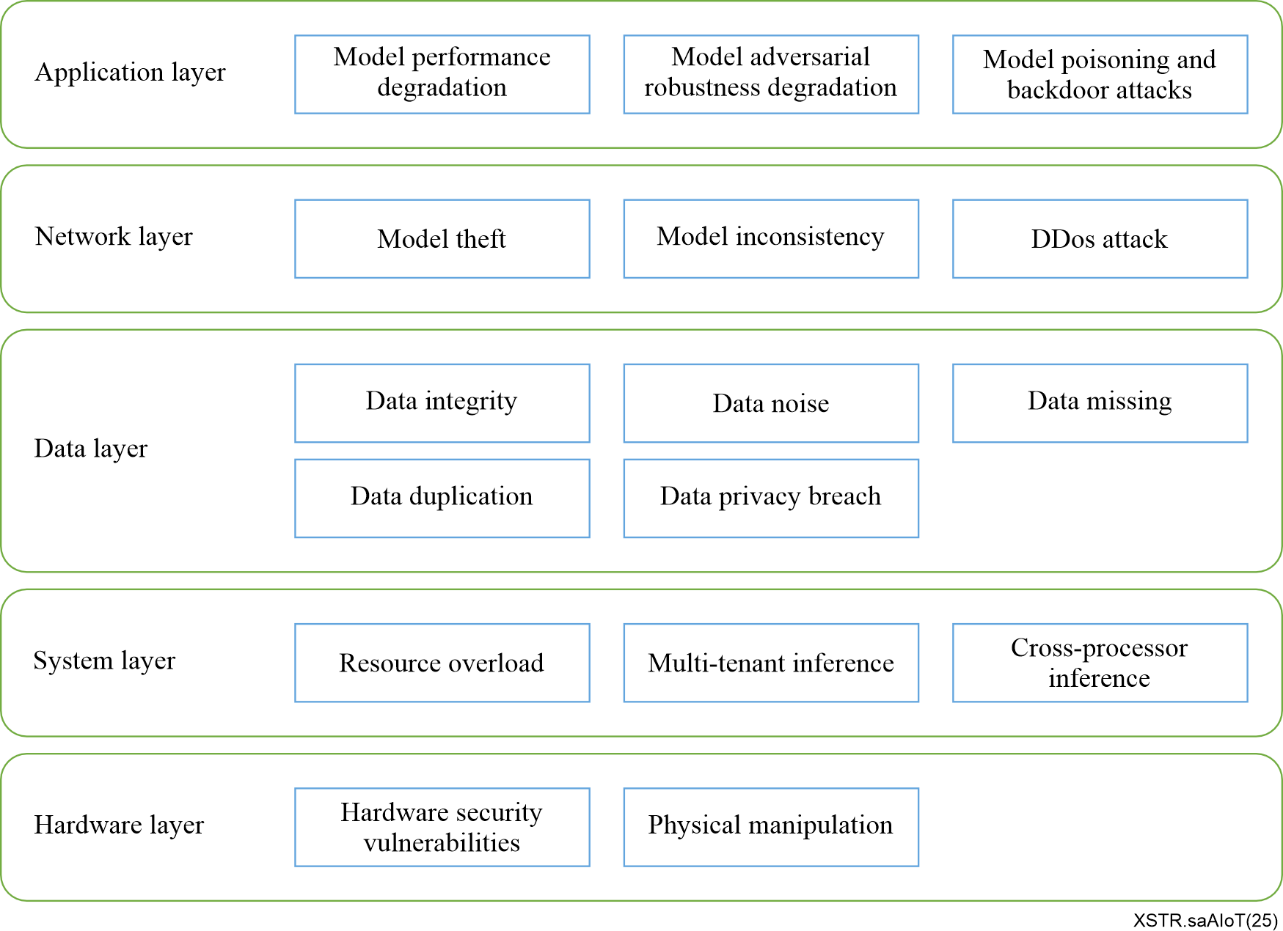 Application layer
Model performance
degradation
Model adversarial
robustness degradation
Model poisoning and
backdoor attacks
Network layer
Model theft
Model inconsistency
DDos attack
Data layer
Data integrity
Data noise
Data missing
Data duplication
Data privacy breach
System layer
Resource overload
Multi-tenant inference
Cross-processor
inference
Hardware layer
Hardware security
vulnerabilities
Physical manipulation
XSTR.saAIoT(25)